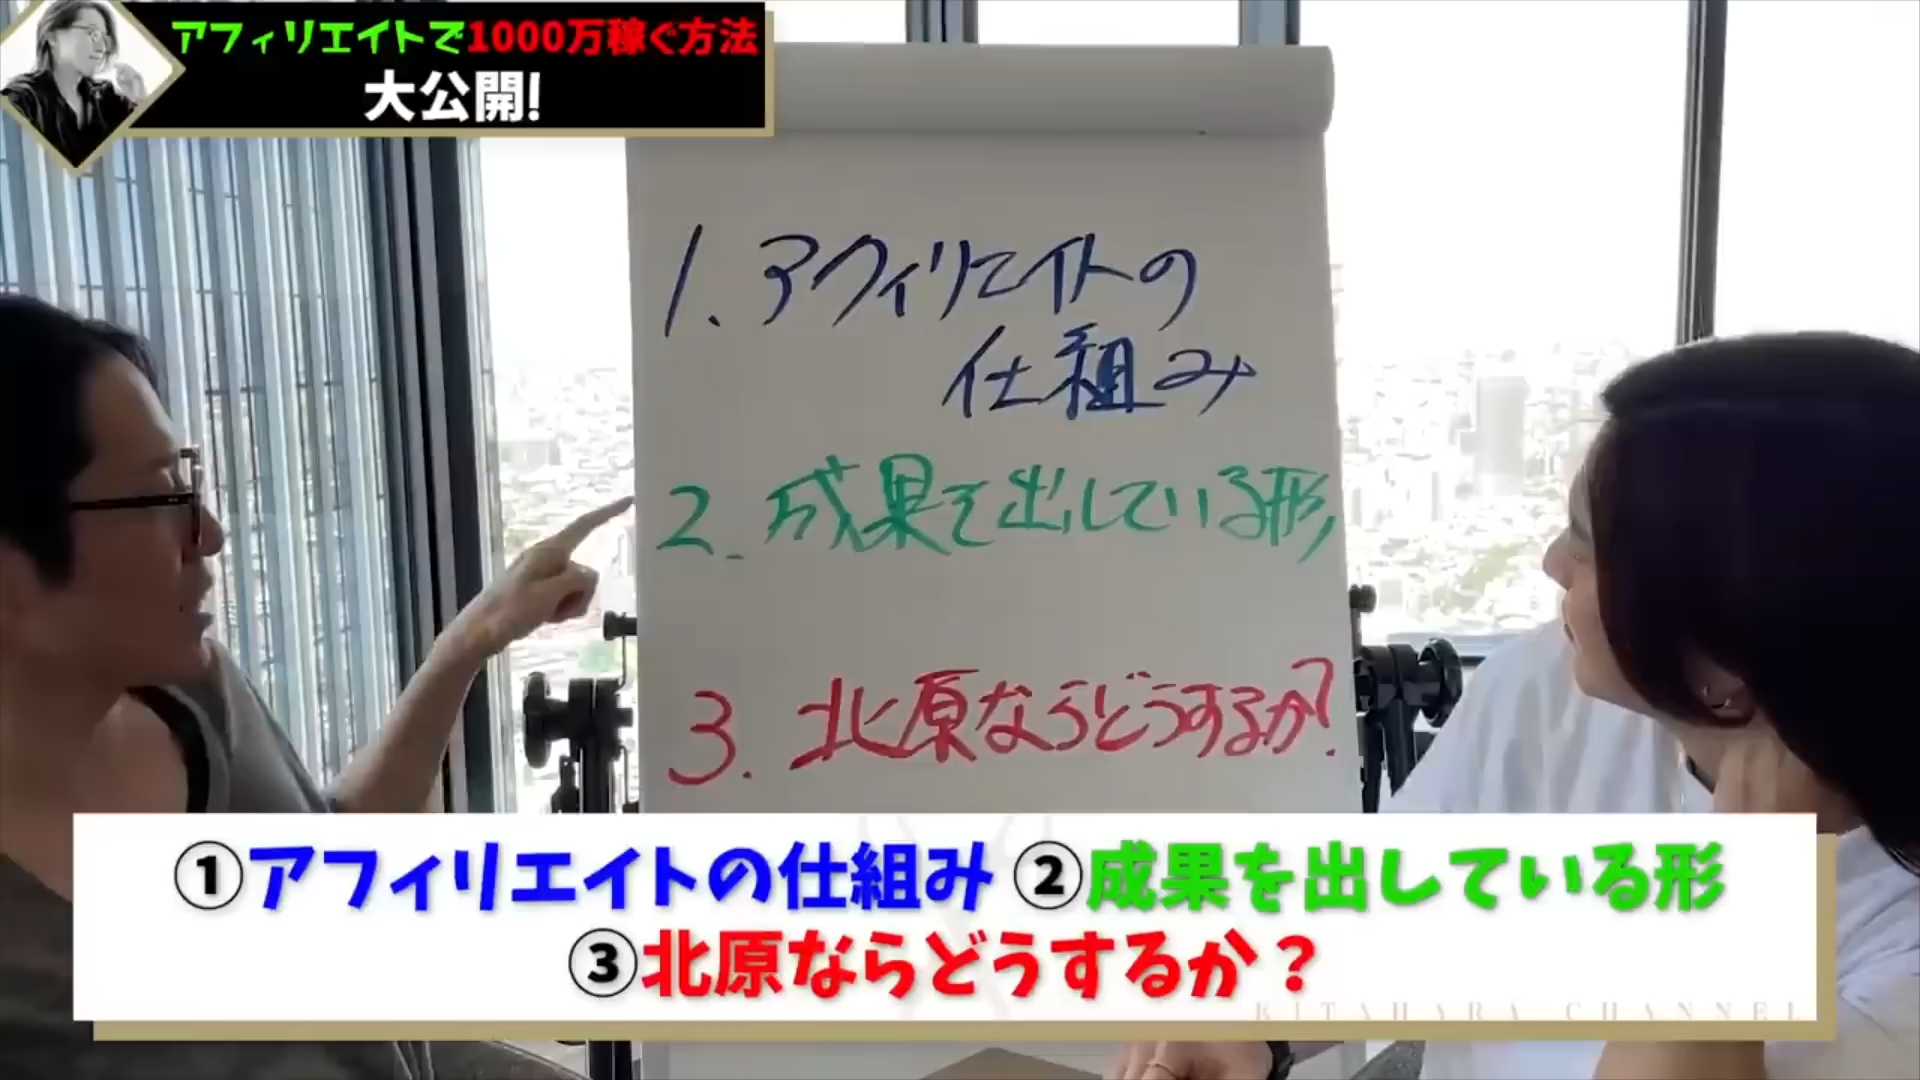 アフィリエイトで1000万稼ぐ方法
大公開!
1. アフィリエイトの
仕組み
2. 成果を出している形
3. 北原ならどうするか?
①アフィリエイトの仕組み ②成果を出している形
③北原ならどうするか?
KITAHARA CHANNEL